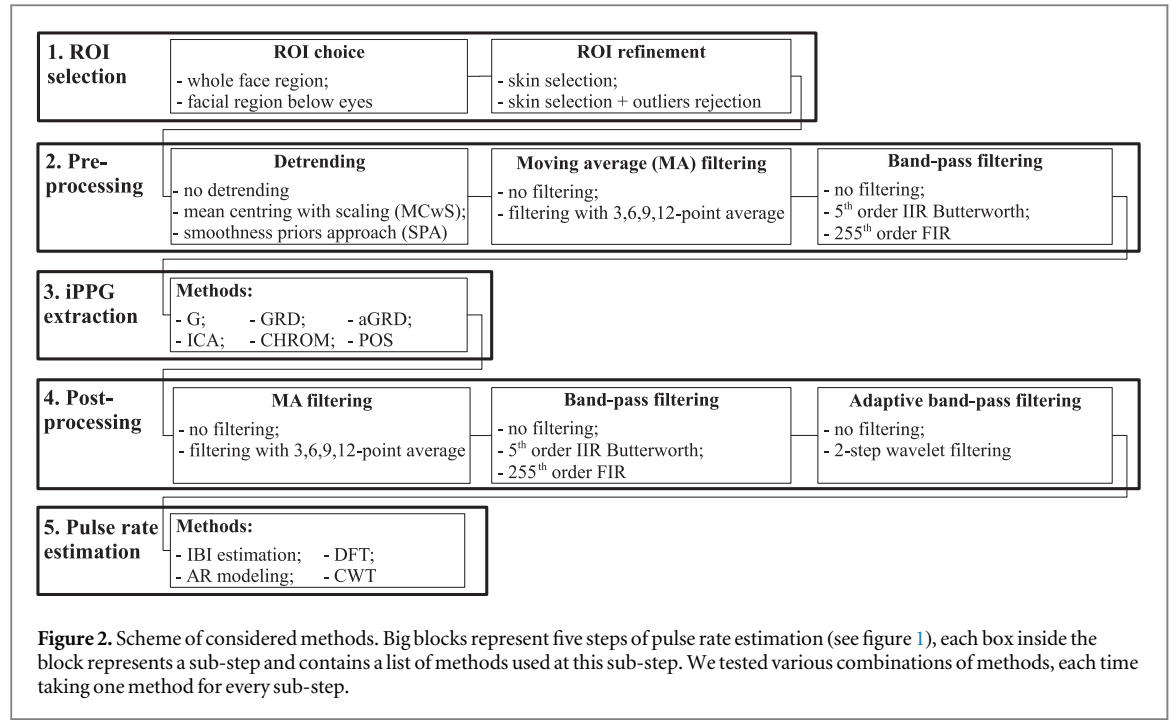 1. ROI
selection
ROI choice
- whole face region;
- facial region below eyes
ROI refinement
- skin selection;
- skin selection + outliers rejection
2. Pre-
processing
Detrending
- no detrending
- mean centring with scaling (MCwS);
- smoothness priors approach (SPA)
Moving average (MA) filtering
- no filtering;
- filtering with 3,6,9,12-point average
Band-pass filtering
- no filtering;
- 5th order IIR Butterworth;
- 255th order FIR
3. iPPG
extraction
Methods:
- G; - GRD; - aGRD;
- ICA; - CHROM; - POS
4. Post-
processing
MA filtering
- no filtering;
- filtering with 3,6,9,12-point average
Band-pass filtering
- no filtering;
- 5th order IIR Butterworth;
- 255th order FIR
Adaptive band-pass filtering
- no filtering;
- 2-step wavelet filtering
5. Pulse rate
estimation
Methods:
- IBI estimation; - DFT;
- AR modeling; - CWT
Figure 2. Scheme of considered methods. Big blocks represent five steps of pulse rate estimation (see figure 1), each box inside the
block represents a sub-step and contains a list of methods used at this sub-step. We tested various combinations of methods, each time
taking one method for every sub-step.